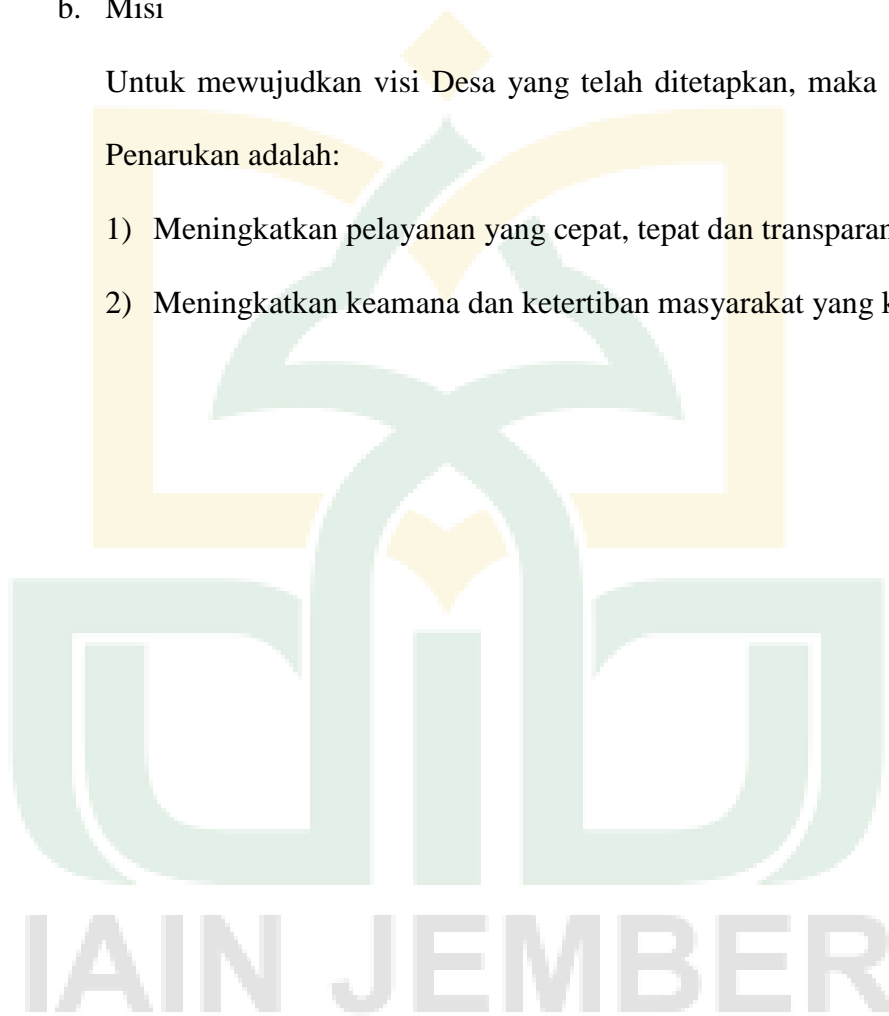 b. Misi
Untuk mewujudkan visi Desa yang telah ditetapkan, maka
Penarukan adalah:
1) Meningkatkan pelayanan yang cepat, tepat dan transparan
2) Meningkatkan keamana dan ketertiban masyarakat yang
IAIN JEMBER